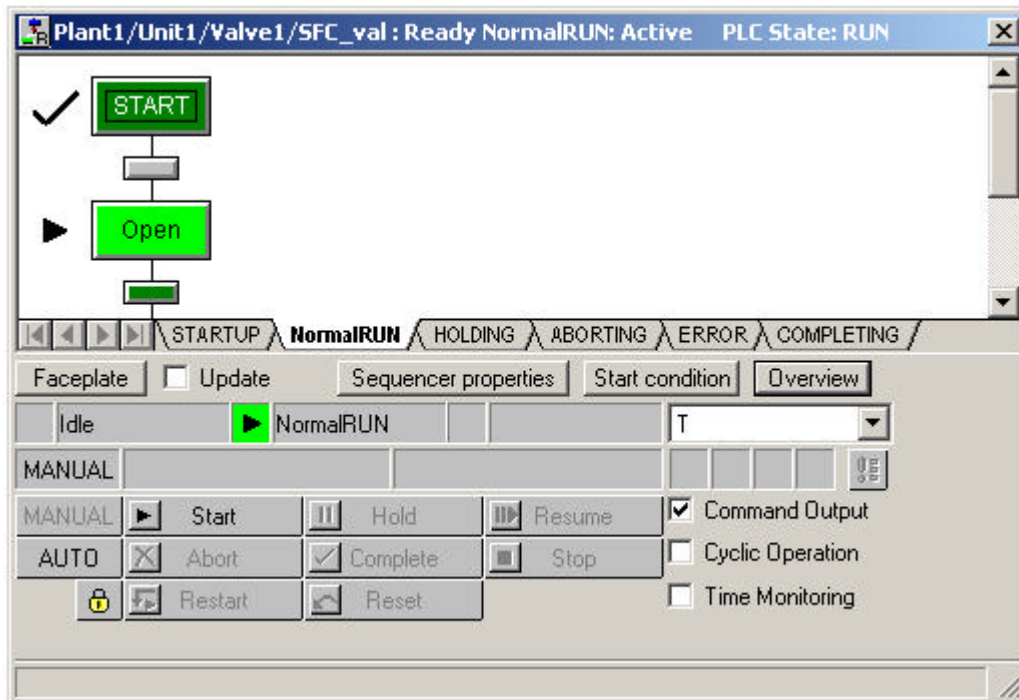 Plant1/Unit1/Valve1/SFC_val : Ready NormalRUN: Active PLC State: RUN
START
Open
STARTUP NormalRUN HOLDING ABORTING ERROR COMPLETING
Faceplate Update Sequencer properties Start condition Overview
Idle NormalRUN T
MANUAL
MANUAL Start Hold Resume Command Output
AUTO Abort Complete Stop Cyclic Operation
Restart Reset Time Monitoring